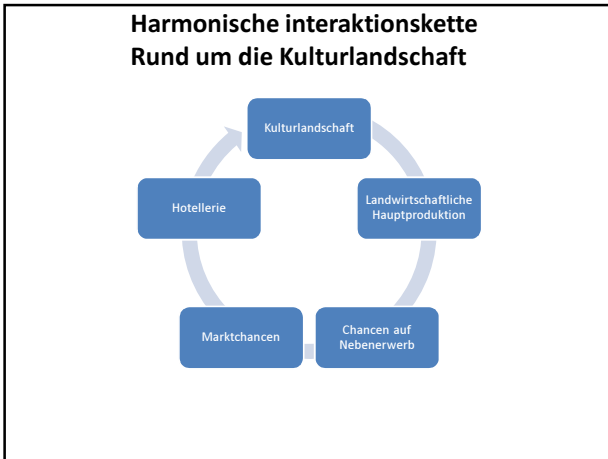 Harmonische interaktionskette
Rund um die Kulturlandschaft
Kulturlandschaft
Landwirtschaftliche
Hauptproduktion
Chancen auf
Nebenerwerb
Marktchancen
Hotellerie